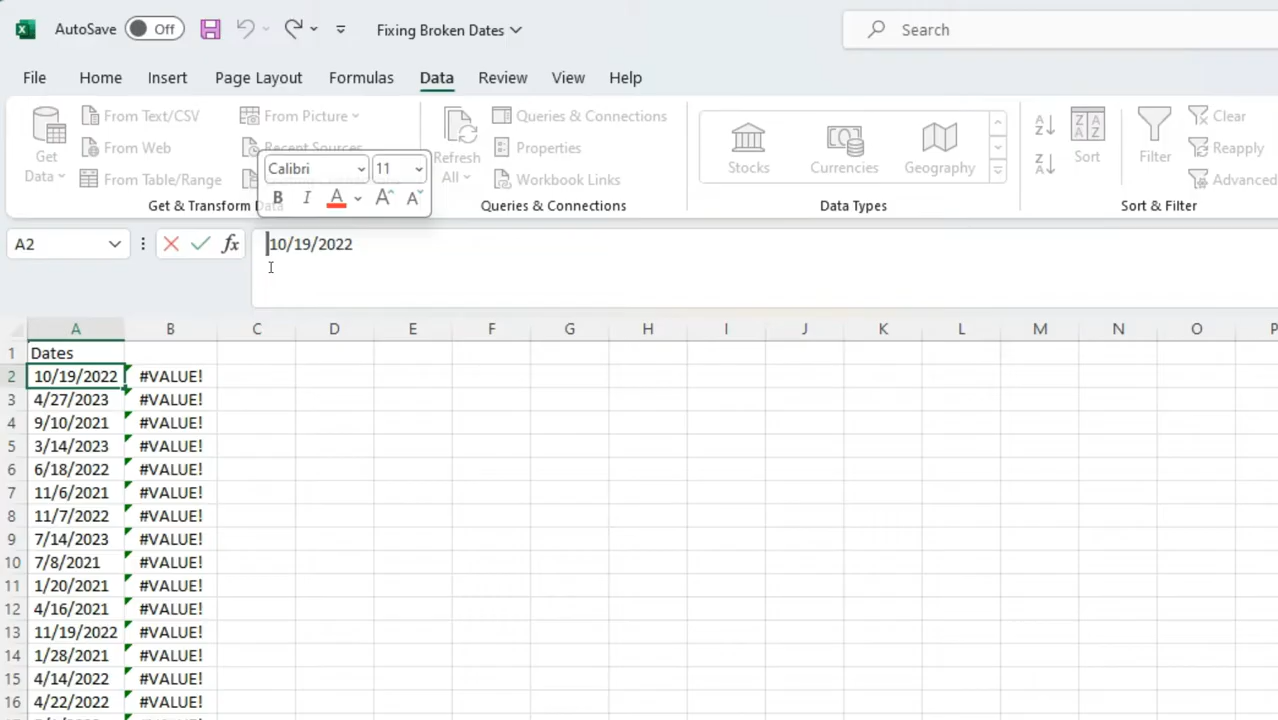 AutoSave Off Fixing Broken Dates Search
File Home Insert Page Layout Formulas Data Review View Help
Get Data
From Text/CSV
From Web
From Table/Range
From Picture
Recent Sources
Get & Transform Data
Calibri 11
B I A A A
Refresh All
Queries & Connections
Properties
Workbook Links
Queries & Connections
Stocks Currencies Geography
Data Types
Sort Filter
Clear
Reapply
Advanced
Sort & Filter
A2 fx 10/19/2022
A B C D E F G H I J K L M N O P
1 Dates
2 10/19/2022 #VALUE!
3 4/27/2023 #VALUE!
4 9/10/2021 #VALUE!
5 3/14/2023 #VALUE!
6 6/18/2022 #VALUE!
7 11/6/2021 #VALUE!
8 11/7/2022 #VALUE!
9 7/14/2023 #VALUE!
10 7/8/2021 #VALUE!
11 1/20/2021 #VALUE!
12 4/16/2021 #VALUE!
13 11/19/2022 #VALUE!
14 1/28/2021 #VALUE!
15 4/14/2022 #VALUE!
16 4/22/2022 #VALUE!